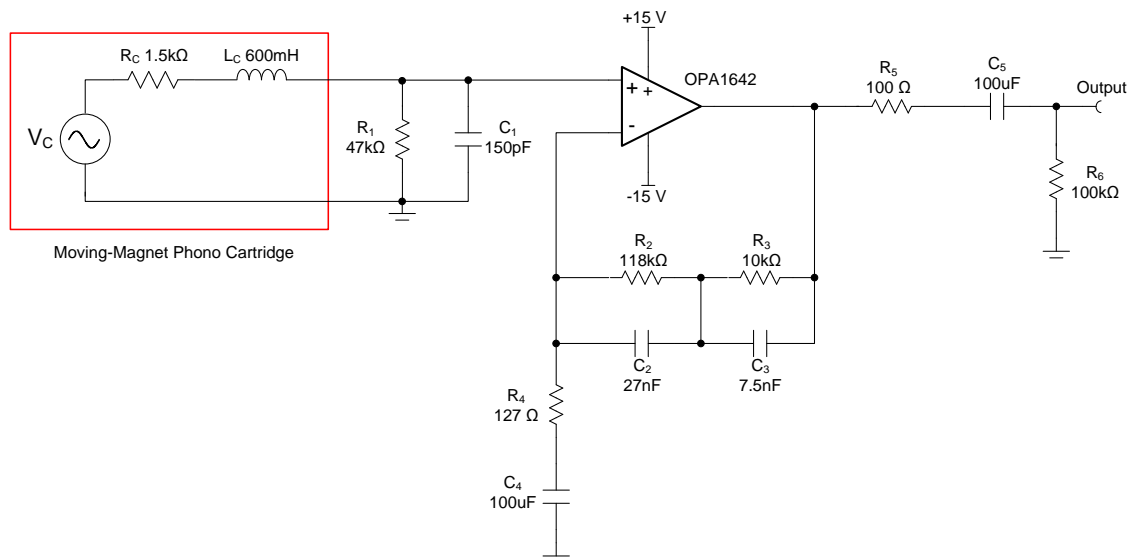 +15 V
R_C 1.5kΩ
L_C 600mH
OPA1642
R_5
100 Ω
C_5
100uF
Output
V_C
R_1
47kΩ
C_1
150pF
+
+
-
-15 V
R_6
100kΩ
Moving-Magnet Phono Cartridge
R_2
118kΩ
R_3
10kΩ
C_2
27nF
C_3
7.5nF
R_4
127 Ω
C_4
100uF